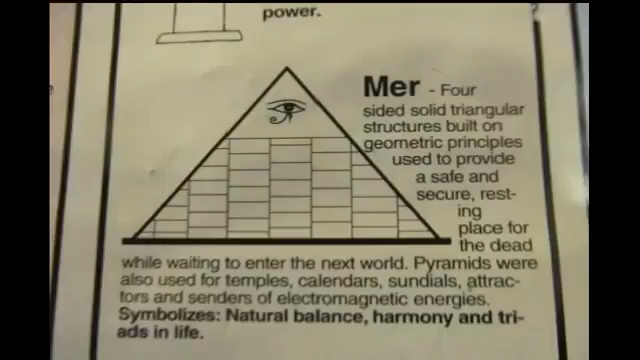 power.
Mer - Four
sided solid triangular
structures built on
geometric principles
used to provide
a safe and
secure, rest-
ing
place for
the dead
while waiting to enter the next world. Pyramids were
also used for temples, calendars, sundials, attrac-
tors and senders of electromagnetic energies.
Symbolizes: Natural balance, harmony and tri-
ads in life.